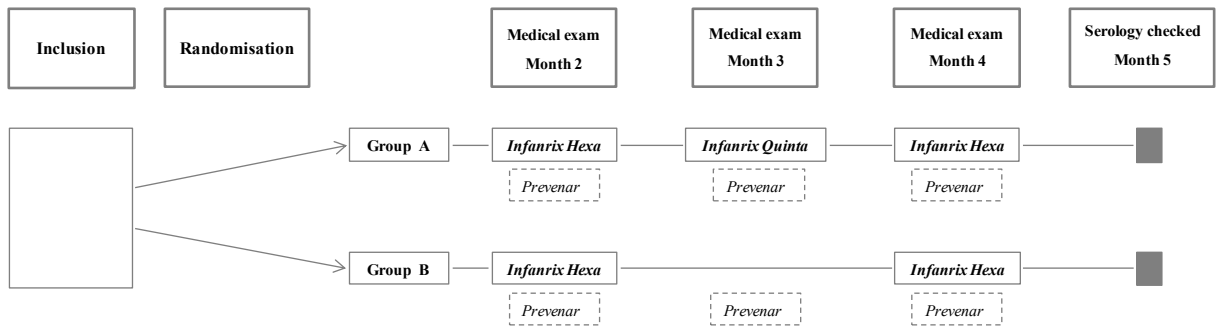 Inclusion
Randomisation
Medical exam
Month 2
Medical exam
Month 3
Medical exam
Month 4
Serology checked
Month 5
Group A
Infanrix Hexa
Infanrix Quinta
Infanrix Hexa
Prevenar
Prevenar
Prevenar
Group B
Infanrix Hexa
Infanrix Hexa
Prevenar
Prevenar
Prevenar